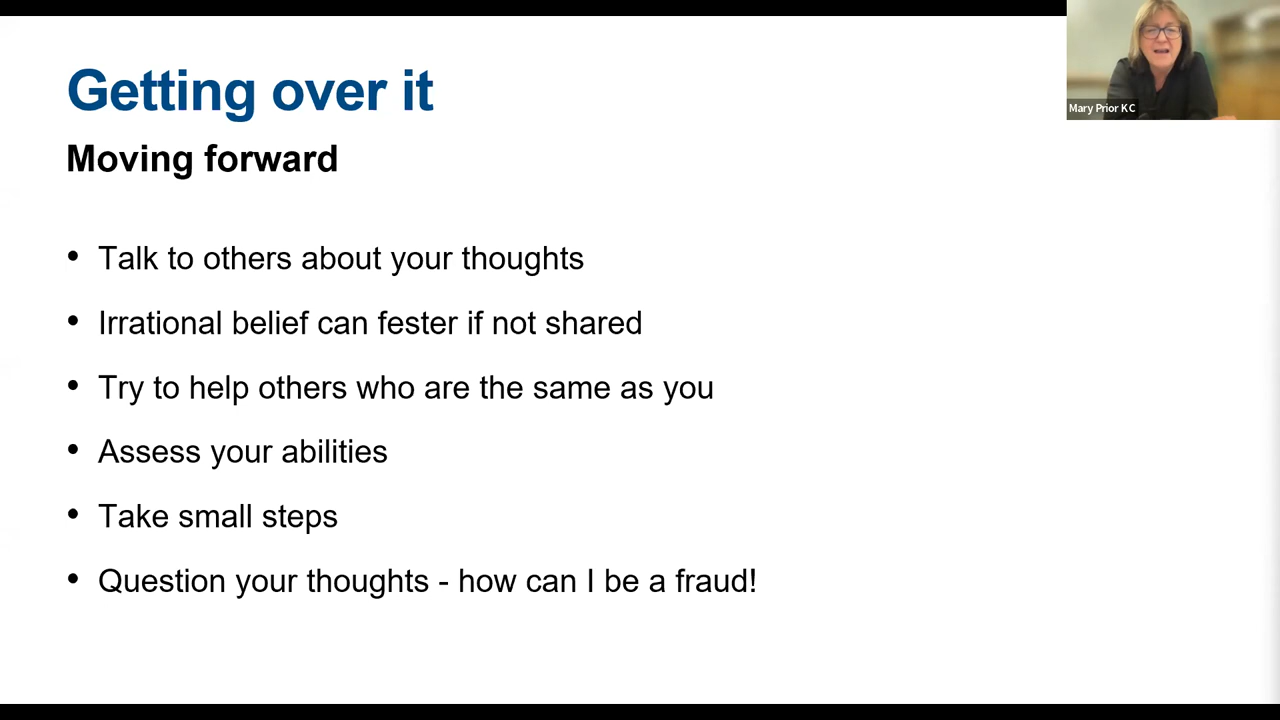 Getting over it
Mary Prior KC
Moving forward
• Talk to others about your thoughts
• Irrational belief can fester if not shared
• Try to help others who are the same as you
• Assess your abilities
• Take small steps
• Question your thoughts - how can I be a fraud!